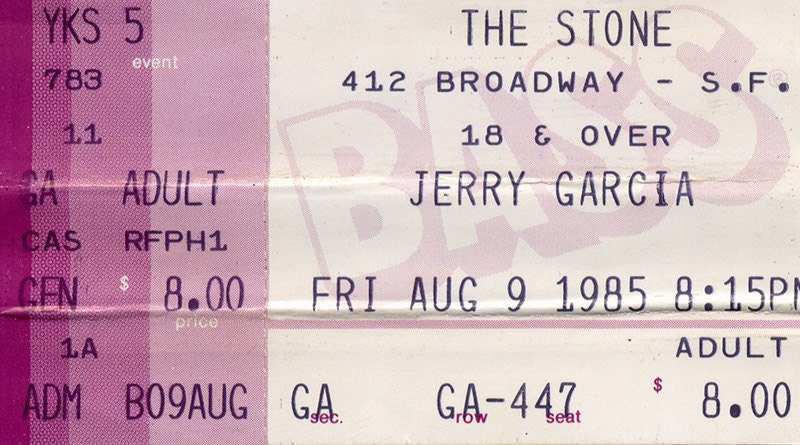 YKS 5 THE STONE
event
783 412 BROADWAY - S.F.
11 18 & OVER
BASS
GA ADULT JERRY GARCIA
CAS RFPH1
GEN $ 8.00 FRI AUG 9 1985 8:15PM
price
1A ADULT
ADM B09AUG GA GA-447 $ 8.00
sec. row seat